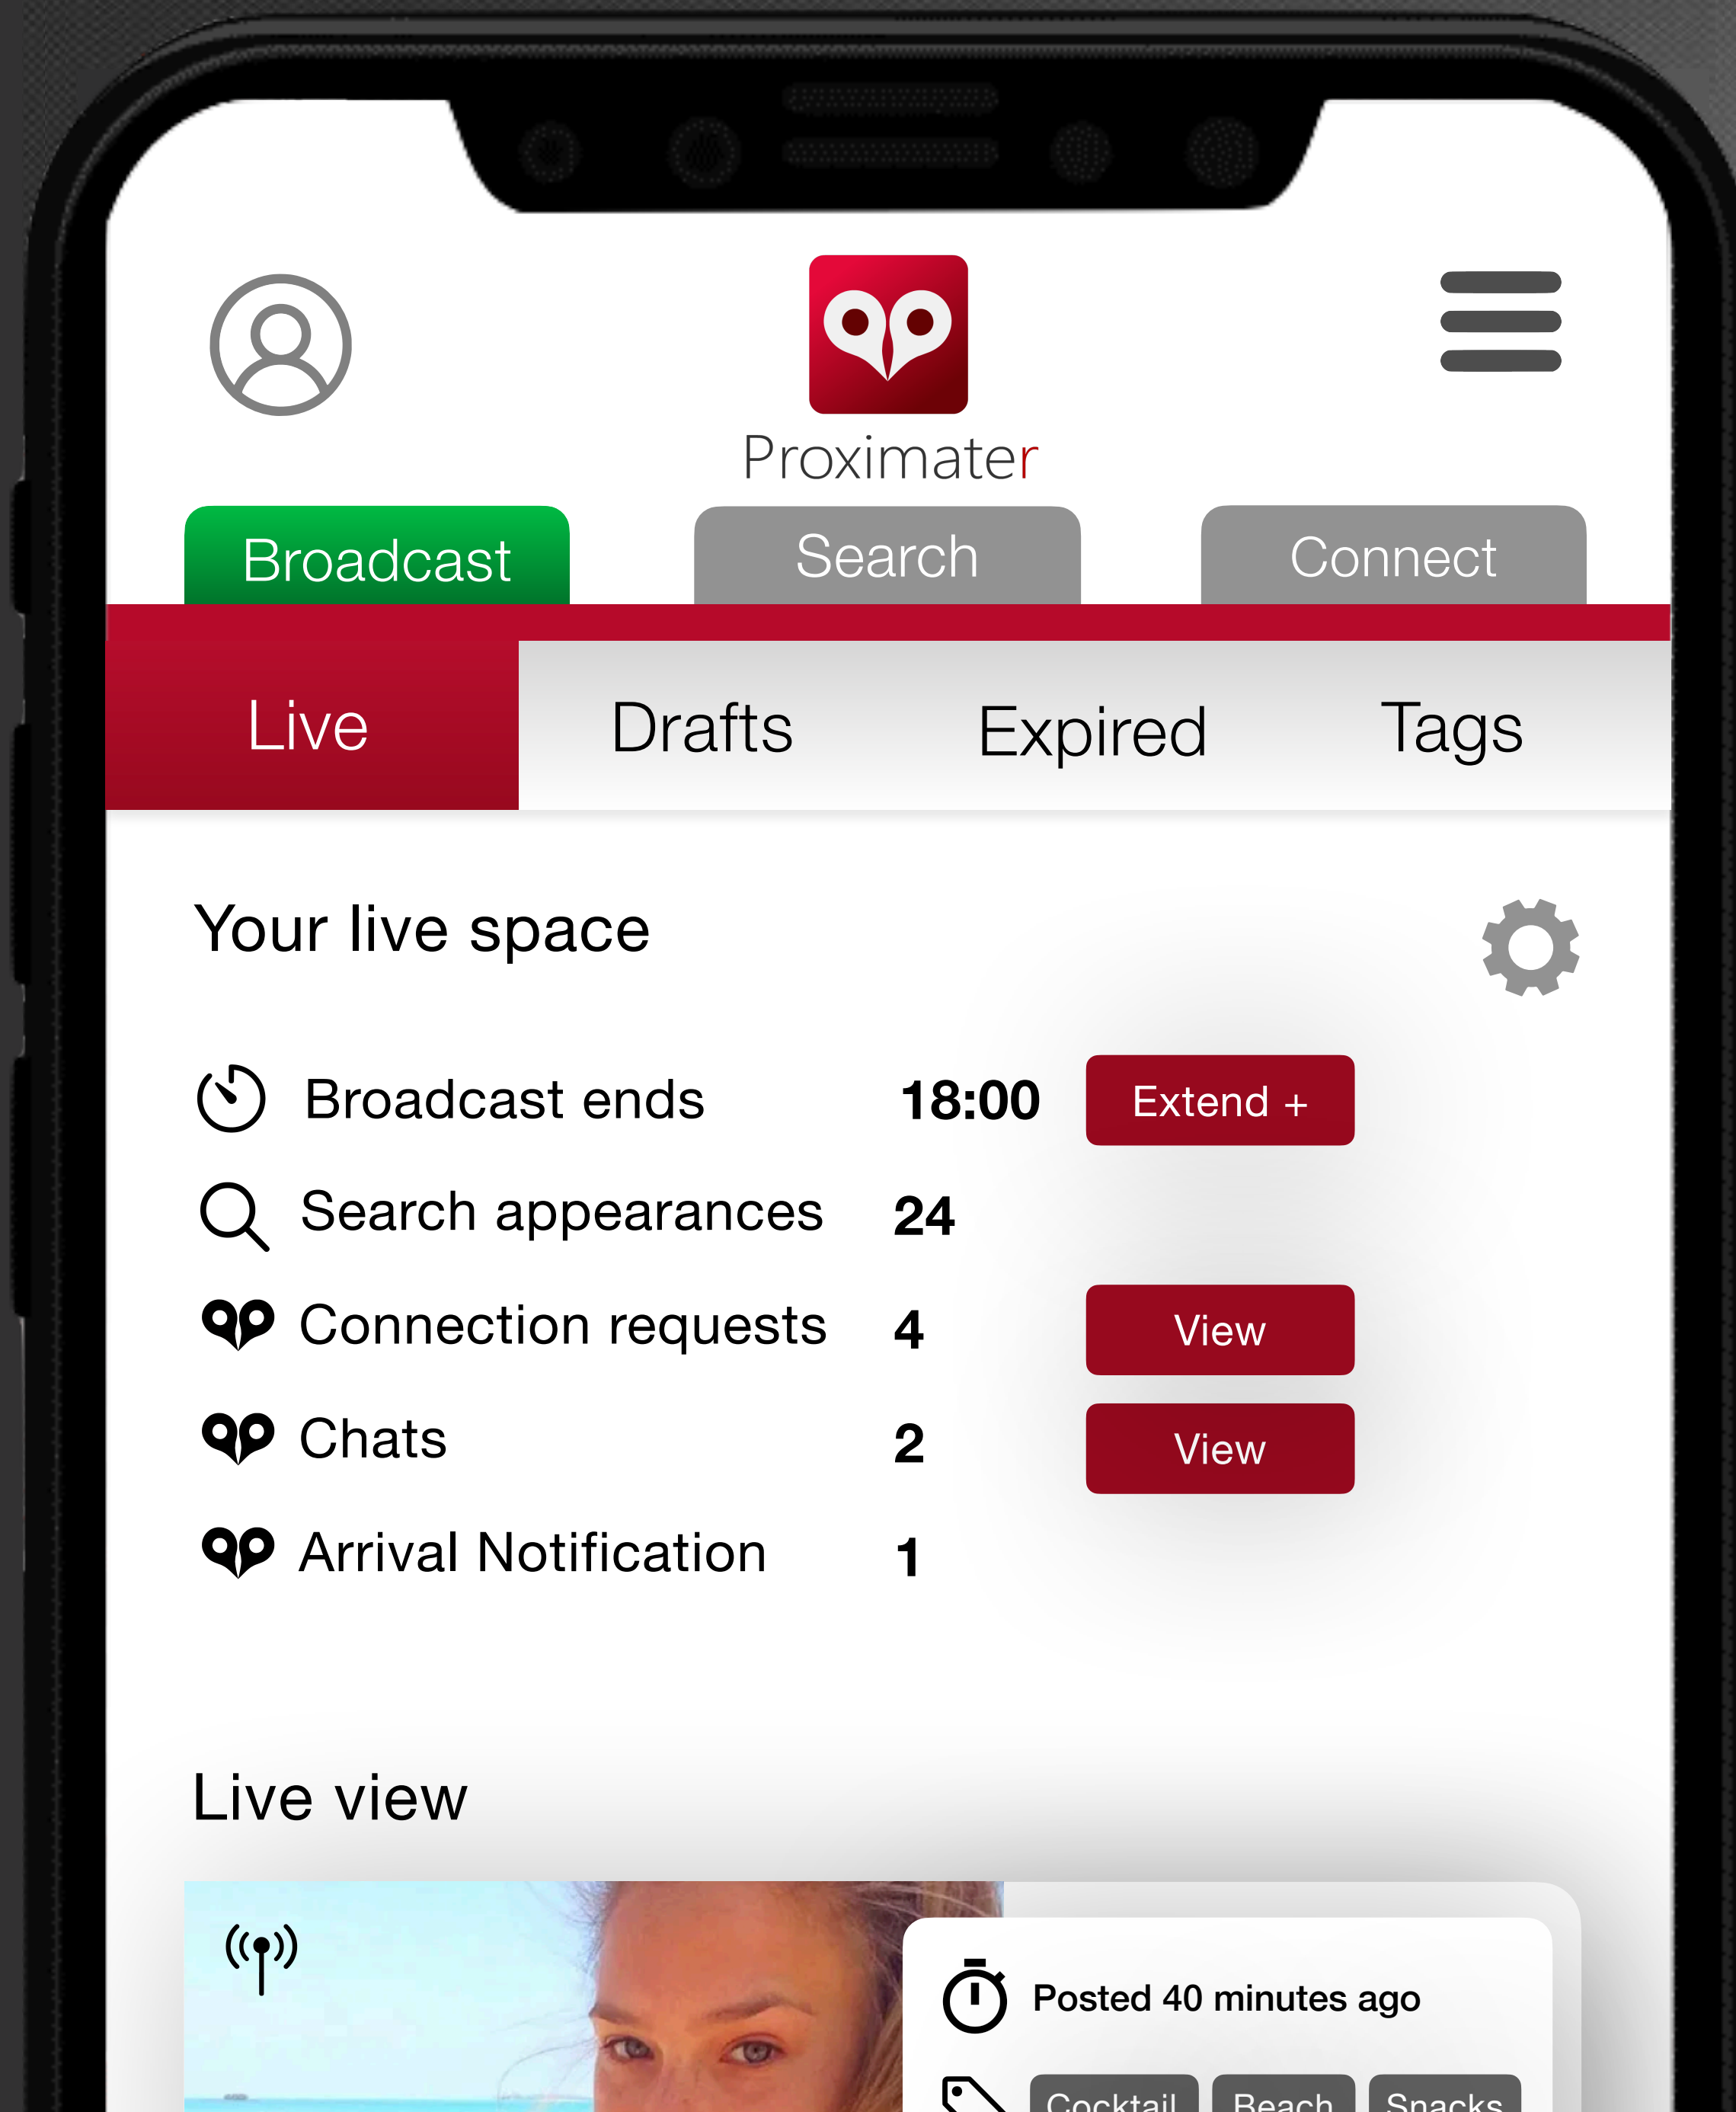 Proximater
Broadcast Search Connect
Live Drafts Expired Tags
Your live space
Broadcast ends 18:00 Extend +
Search appearances 24
Connection requests 4 View
Chats 2 View
Arrival Notification 1
Live view
Posted 40 minutes ago
Cocktail Beach Snacks